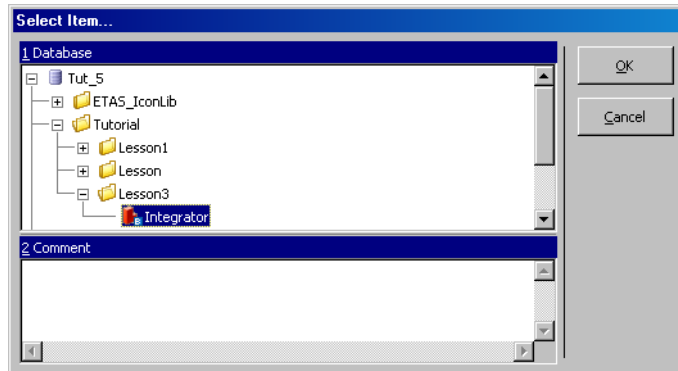 Select Item...
1 Database
OK
Tut_5
ETAS_IconLib
Cancel
Tutorial
Lesson1
Lesson
Lesson3
Integrator
2 Comment